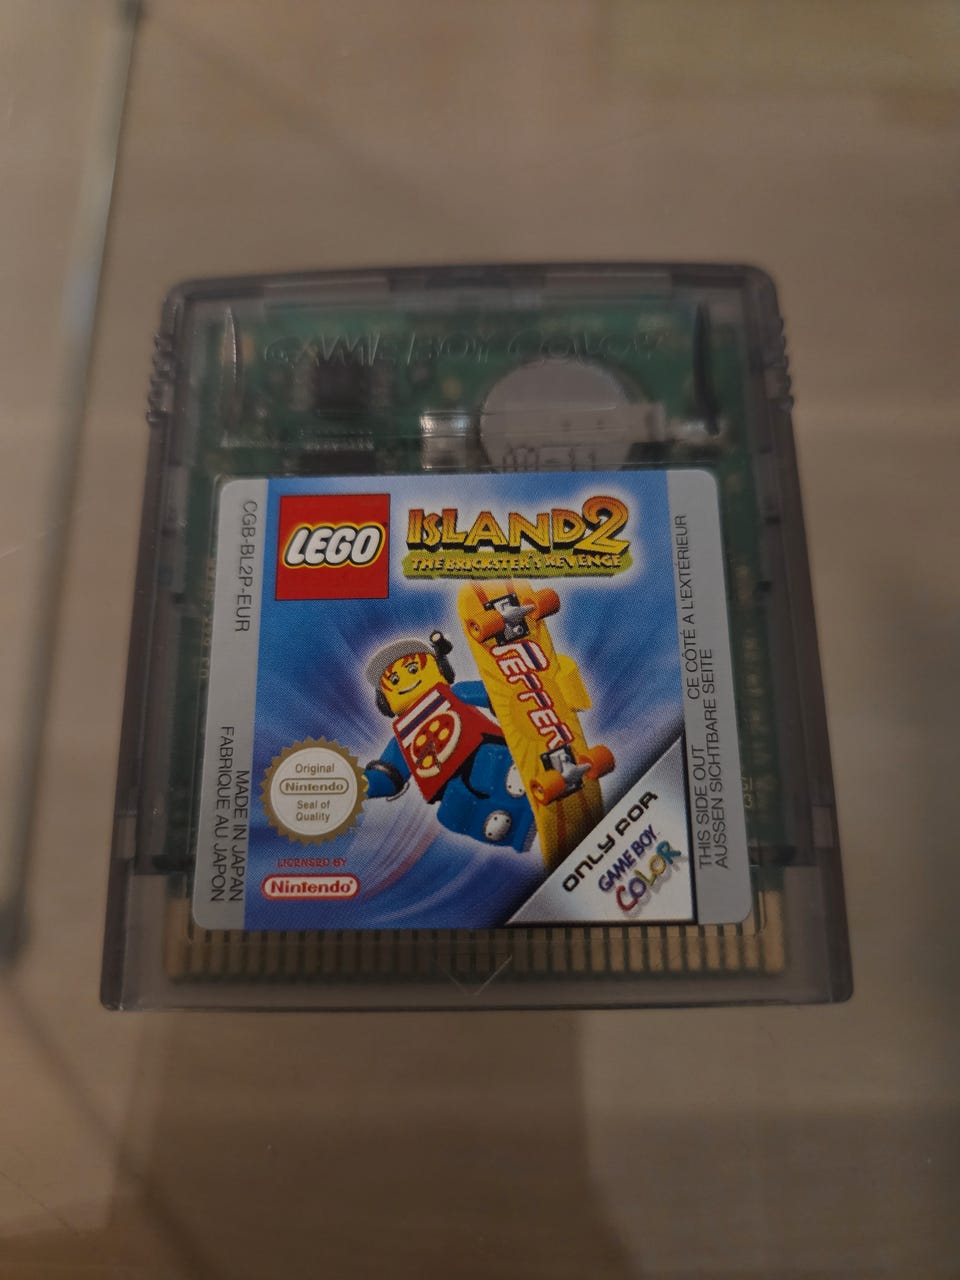 GAME BOY COLOR
CGB-BL2P-EUR
LEGO
ISLAND 2
THE BRICKSTER'S REVENGE
PEPPER
Original
Nintendo
Seal of
Quality
LICENSED BY
Nintendo
ONLY FOR
GAME BOY
COLOR
MADE IN JAPAN
FABRIQUE AU JAPON
CE CÔTÉ A L'EXTÉRIEUR
THIS SIDE OUT
AUSSEN SICHTBARE SEITE